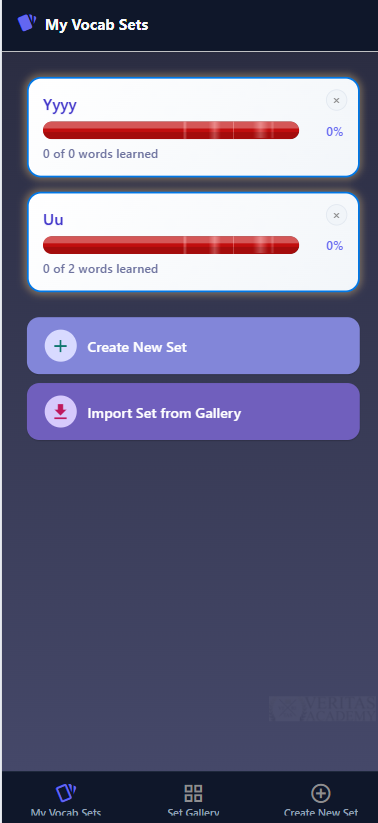 My Vocab Sets
Yyyy
0%
0 of 0 words learned
Uu
0%
0 of 2 words learned
Create New Set
Import Set from Gallery
VERITAS
ACADEMY
My Vocab Sets
Set Gallery
Create New Set